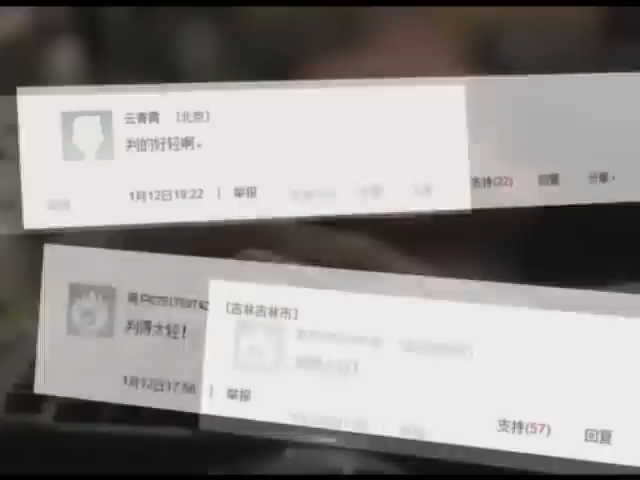 云青青 [北京]
判的好轻啊。
1月12日19:22 | 举报
支持(22) 回复 分享
[吉林吉林市]
判得太轻！
1月12日17:56 | 举报
支持(57) 回复